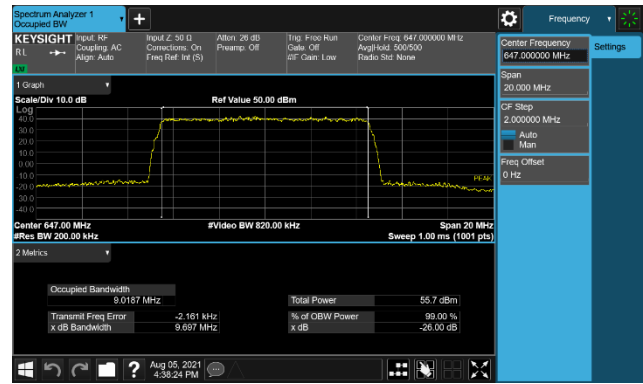 Spectrum Analyzer 1
Occupied BW
Frequency
KEYSIGHT
RL
Input: RF
Coupling: AC
Align: Auto
Input Z: 50 Ω
Corrections: On
Freq Ref: Int (S)
Atten: 26 dB
Preamp: Off
Trig: Free Run
Gate: Off
#IF Gain: Low
Center Freq: 647.000000 MHz
Avg|Hold: 500/500
Radio Std: None
1 Graph
Scale/Div 10.0 dB
Ref Value 50.00 dBm
Log
40.0
30.0
20.0
10.0
0.00
-10.0
-20.0
-30.0
-40.0
PEAK
Center 647.00 MHz
#Video BW 820.00 kHz
Span 20 MHz
#Res BW 200.00 kHz
Sweep 1.00 ms (1001 pts)
2 Metrics
Occupied Bandwidth
9.0187 MHz
Total Power 55.7 dBm
Transmit Freq Error -2.161 kHz
% of OBW Power 99.00 %
x dB Bandwidth 9.697 MHz
x dB -26.00 dB
?
Aug 05, 2021
4:38:24 PM
Center Frequency
647.000000 MHz
Settings
Span
20.000 MHz
CF Step
2.000000 MHz
Auto
Man
Freq Offset
0 Hz